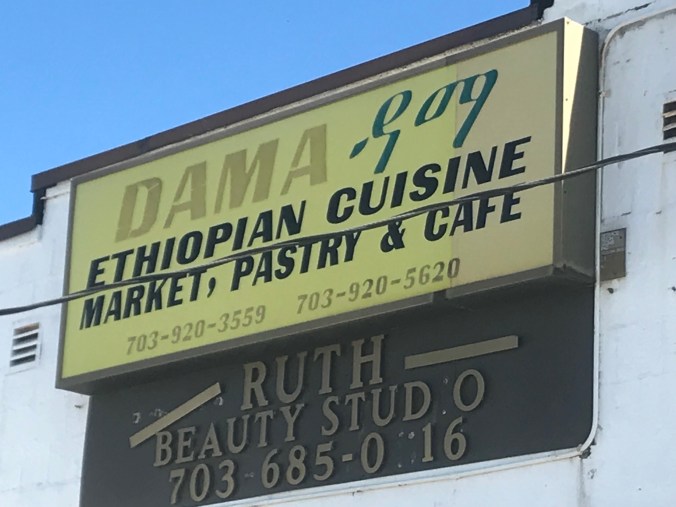 DAMA ዳማ
ETHIOPIAN CUISINE
MARKET, PASTRY & CAFE
703-920-3559 703-920-5620
RUTH
BEAUTY STUD O
703 685-0 16